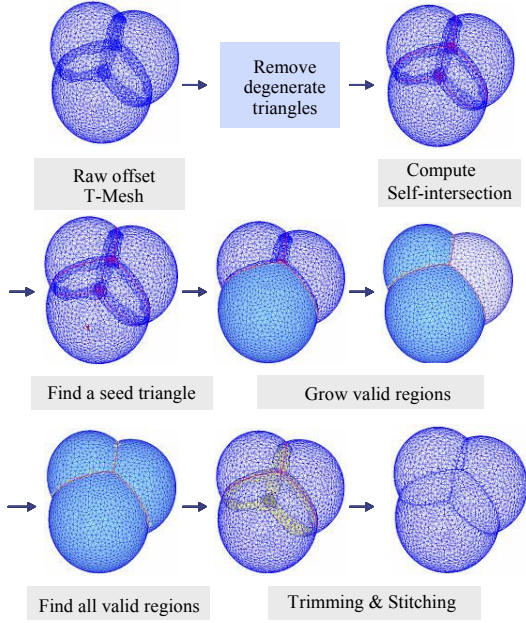 Remove
degenerate
triangles
Raw offset
T-Mesh
Compute
Self-intersection
Find a seed triangle
Grow valid regions
Find all valid regions
Trimming & Stitching